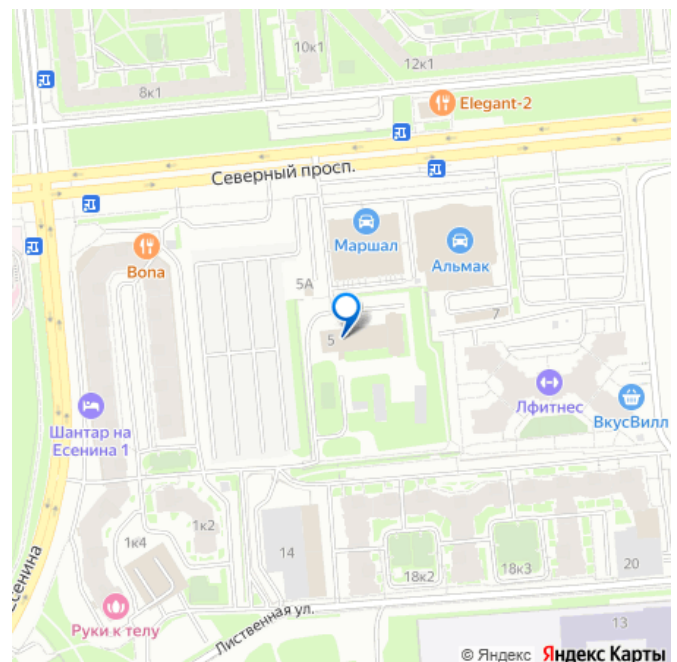 10к1
12к1
8к1
Elegant-2
Северный просп.
Маршал
Bona
Альмак
5А
7
5
Лфитнес
ВкусВилл
Шантар на
Есенина 1
1к2
1к4
14
18к2
18к3
20
Есенина
Руки к телу
Лиственная ул.
13
© Яндекс Яндекс Карты